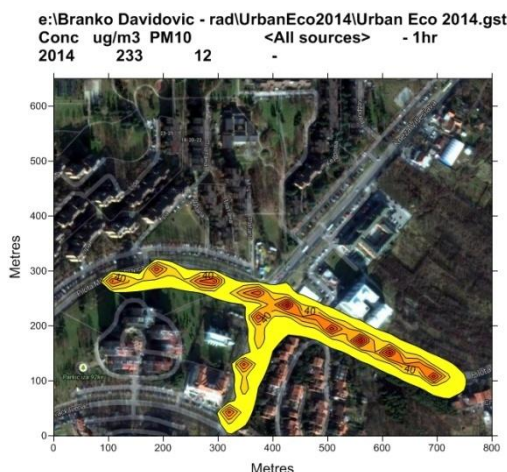 e:\Branko Davidovic - rad\UrbanEco2014\Urban Eco 2014.gst
Conc ug/m3 PM10 <All sources> - 1hr
2014 233 12 -
Metres
600
500
400
300
200
100
0
40
40
40
40
0 100 200 300 400 500 600 700 800
Metres